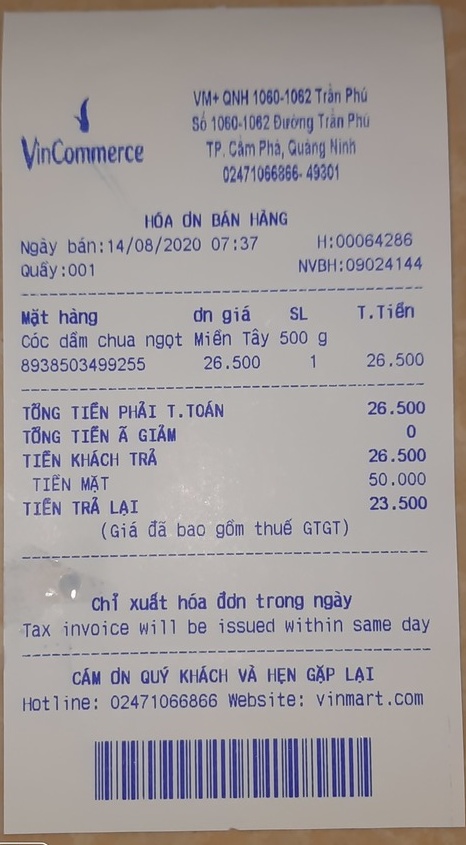 VinCommerce
VM+ QNH 1060-1062 Trần Phú
Số 1060-1062 Đường Trần Phú
TP. Cẩm Phả, Quảng Ninh
02471066866- 49301
HÓA ƠN BÁN HÀNG
Ngày bán:14/08/2020 07:37 H:00064286
Quầy:001 NVBH:09024144
Mặt hàng ơn giá SL T.Tiền
Cóc dầm chua ngọt Miền Tây 500 g
8938503499255 26.500 1 26.500
TỔNG TIỀN PHẢI T.TOÁN 26.500
TỔNG TIỀN Ã GIẢM 0
TIỀN KHÁCH TRẢ 26.500
TIỀN MẶT 50.000
TIỀN TRẢ LẠI 23.500
(Giá đã bao gồm thuế GTGT)
Chỉ xuất hóa đơn trong ngày
Tax invoice will be issued within same day
CÁM ƠN QUÝ KHÁCH VÀ HẸN GẶP LẠI
Hotline: 02471066866 Website: vinmart.com